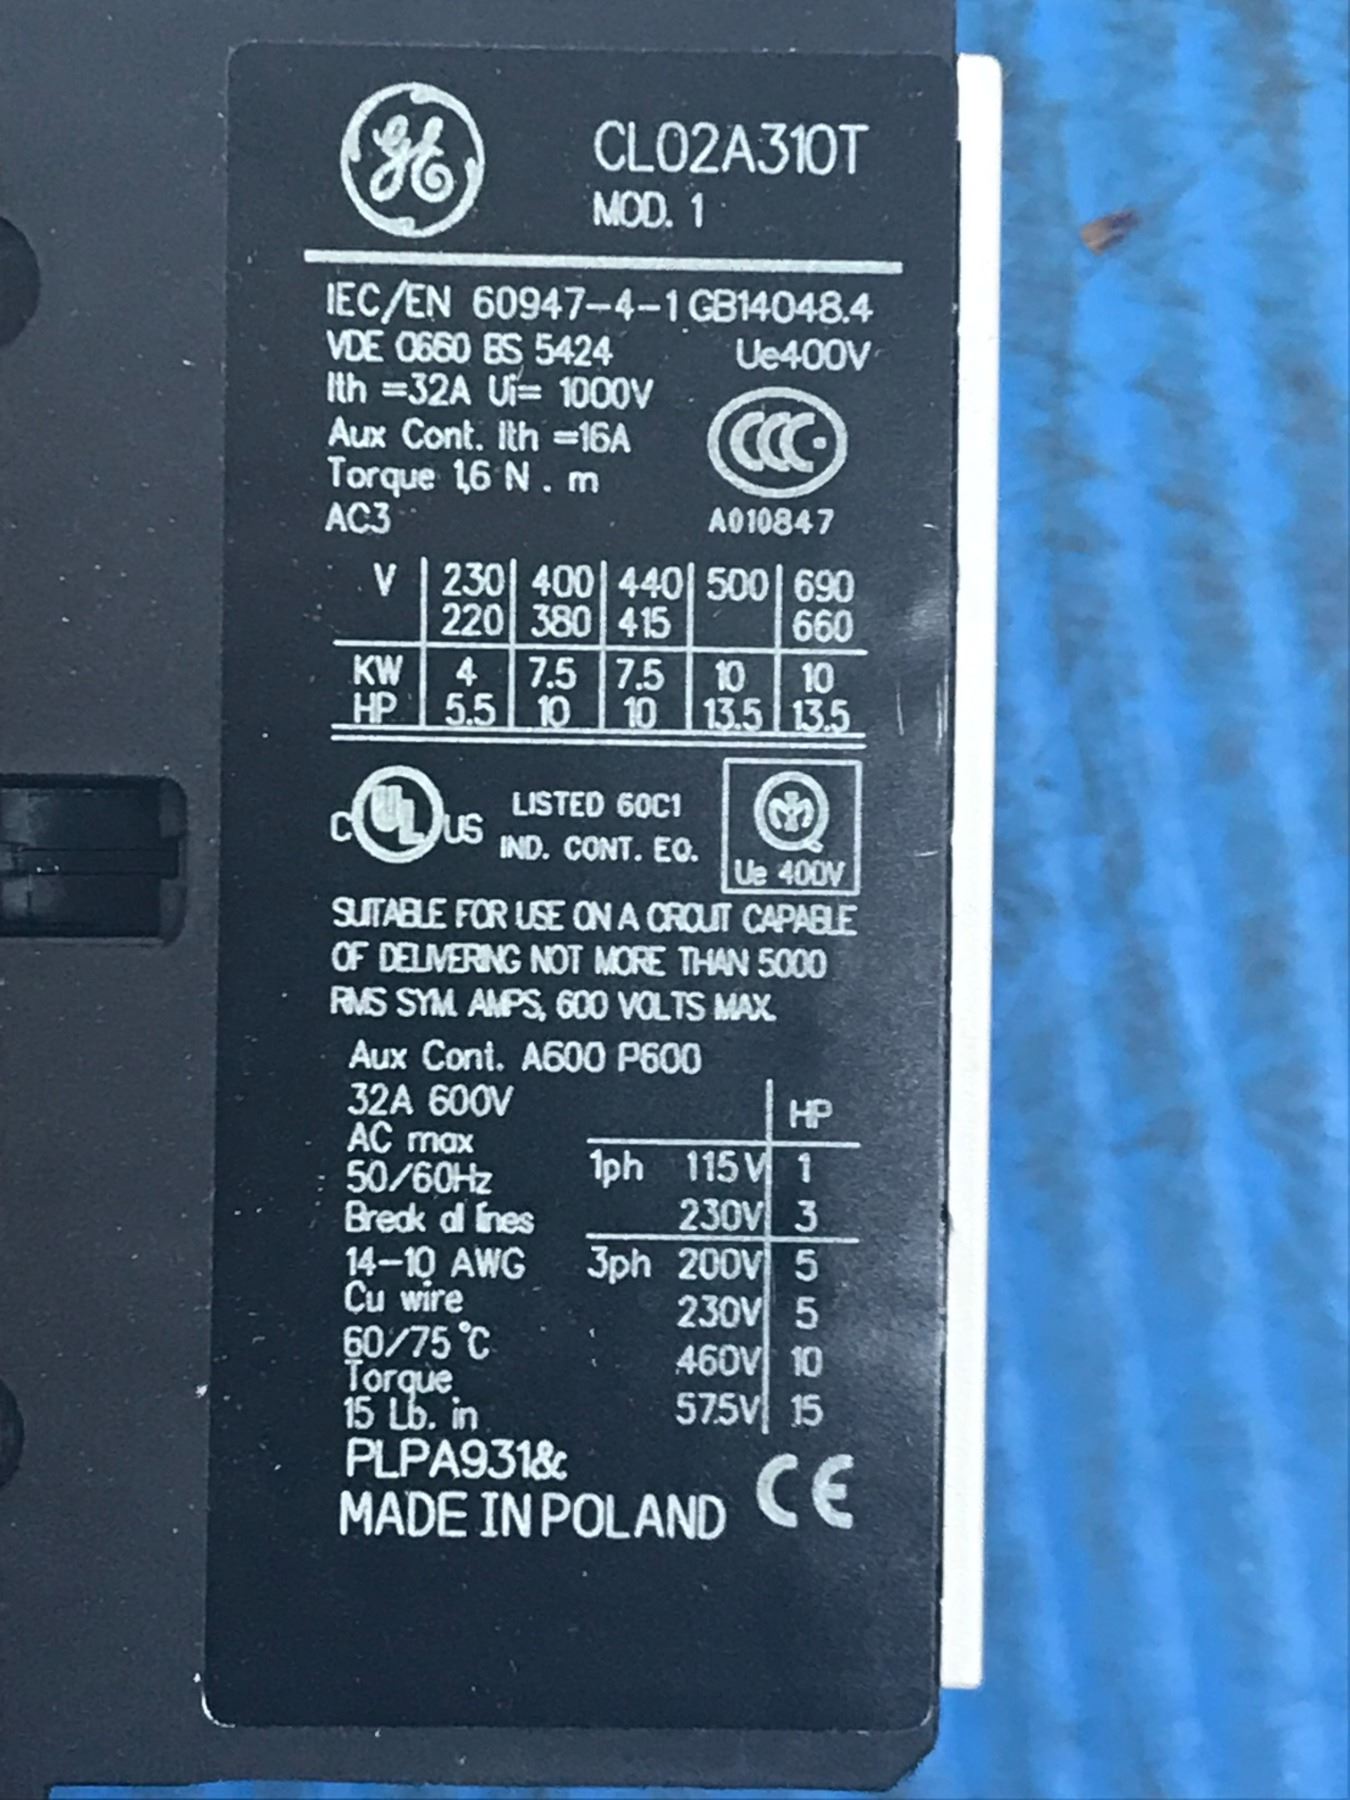 GE CL02A310T
MOD. 1
IEC/EN 60947-4-1 GB14048.4
VDE 0660 BS 5424 Ue400V
Ith =32A Ui= 1000V
Aux Cont. Ith =16A
CCC
Torque 1,6 N . m
AC3 A010847
V 230 400 440 500 690
220 380 415 660
KW 4 7.5 7.5 10 10
HP 5.5 10 10 13.5 13.5
C UL US LISTED 60C1
IND. CONT. EQ.
Ue 400V
SUITABLE FOR USE ON A CIRCUIT CAPABLE
OF DELIVERING NOT MORE THAN 5000
RMS SYM. AMPS, 600 VOLTS MAX.
Aux Cont. A600 P600
32A 600V HP
AC max
50/60Hz 1ph 115V 1
Break all lines 230V 3
14-10 AWG 3ph 200V 5
Cu wire 230V 5
60/75°C 460V 10
Torque
15 Lb. in 575V 15
PLPA931&c
MADE IN POLAND CE